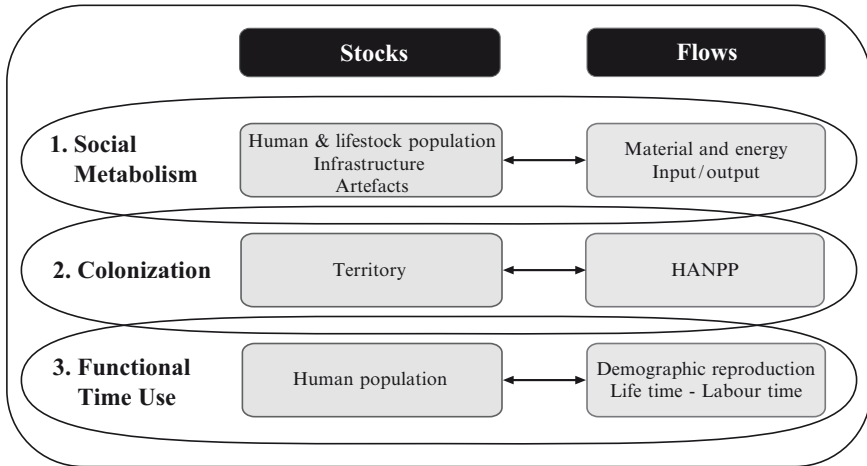 Stocks
Flows
1. Social
Metabolism
Human & lifestock population
Infrastructure
Artefacts
Material and energy
Input/output
2. Colonization
Territory
HANPP
3. Functional
Time Use
Human population
Demographic reproduction
Life time - Labour time